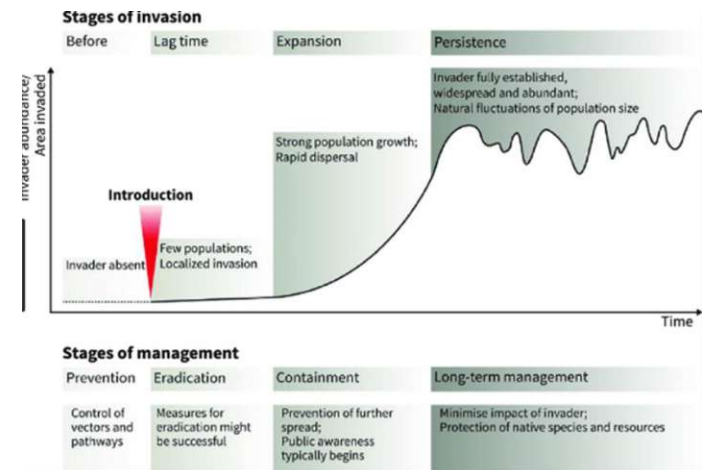 Stages of invasion
Before
Lag time
Expansion
Persistence
Invader abundance/
Area invaded
Invader fully established,
widespread and abundant;
Natural fluctuations of population size
Strong population growth;
Rapid dispersal
Introduction
Few populations;
Localized invasion
Invader absent
Time
Stages of management
Prevention
Eradication
Containment
Long-term management
Control of
vectors and
pathways
Measures for
eradication might
be successful
Prevention of further
spread;
Public awareness
typically begins
Minimise impact of invader;
Protection of native species and resources